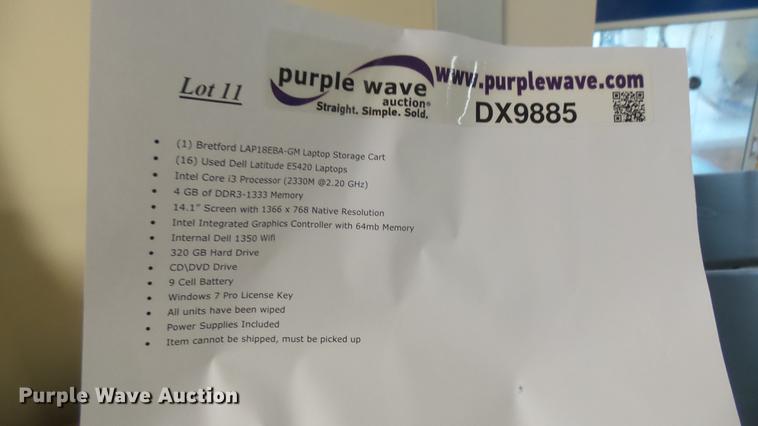 Lot 11
purple wave
auction®
Straight. Simple. Sold.
www.purplewave.com
DX9885
• (1) Bretford LAP18EBA-GM Laptop Storage Cart
• (16) Used Dell Latitude E5420 Laptops
• Intel Core i3 Processor (2330M @2.20 GHz)
• 4 GB of DDR3-1333 Memory
• 14.1" Screen with 1366 x 768 Native Resolution
• Intel Integrated Graphics Controller with 64mb Memory
• Internal Dell 1350 Wifi
• 320 GB Hard Drive
• CD\DVD Drive
• 9 Cell Battery
• Windows 7 Pro License Key
• All units have been wiped
• Power Supplies Included
• Item cannot be shipped, must be picked up
Purple Wave Auction